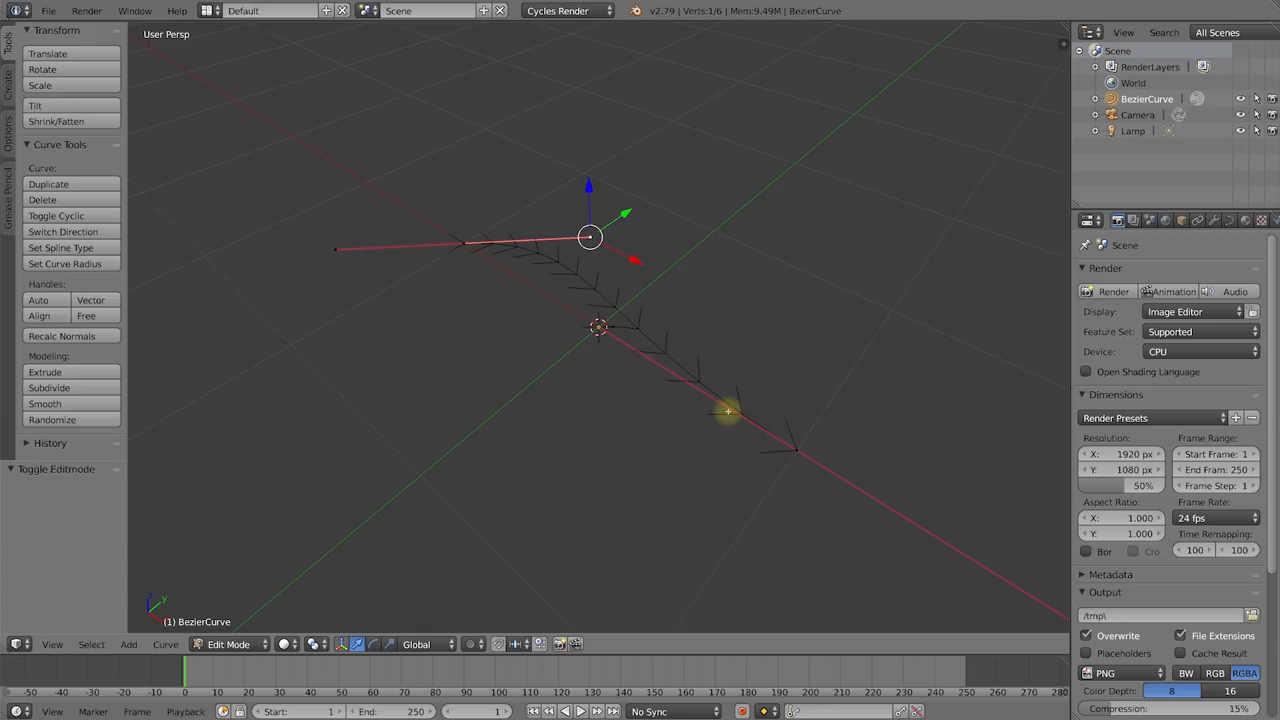 File Render Window Help Default Scene Cycles Render v2.79 | Verts:1/6 | Mem:9.49M | BezierCurve
Tools
Create
Options
Grease Pencil
Transform
Translate
Rotate
Scale
Tilt
Shrink/Fatten
Curve Tools
Curve:
Duplicate
Delete
Toggle Cyclic
Switch Direction
Set Spline Type
Set Curve Radius
Handles:
Auto Vector
Align Free
Recalc Normals
Modeling:
Extrude
Subdivide
Smooth
Randomize
History
Toggle Editmode
User Persp
z y
(1) BezierCurve
View Select Add Curve Edit Mode Global
-50 -40 -30 -20 -10 0 10 20 30 40 50 60 70 80 90 100 110 120 130 140 150 160 170 180 190 200 210 220 230 240 250 260 270 280
View Marker Frame Playback Start: 1 End: 250 1 No Sync
View Search All Scenes
Scene
RenderLayers
World
BezierCurve
Camera
Lamp
Scene
Render
Render Animation Audio
Display: Image Editor
Feature Set: Supported
Device: CPU
Open Shading Language
Dimensions
Render Presets
Resolution: Frame Range:
X: 1920 px Start Frame: 1
Y: 1080 px End Fram: 250
50% Frame Step: 1
Aspect Ratio: Frame Rate:
X: 1.000 24 fps
Y: 1.000 Time Remapping:
Bor Cro 100 100
Metadata
Output
/tmp\
Overwrite File Extensions
Placeholders Cache Result
PNG BW RGB RGBA
Color Depth: 8 16
Compression: 15%